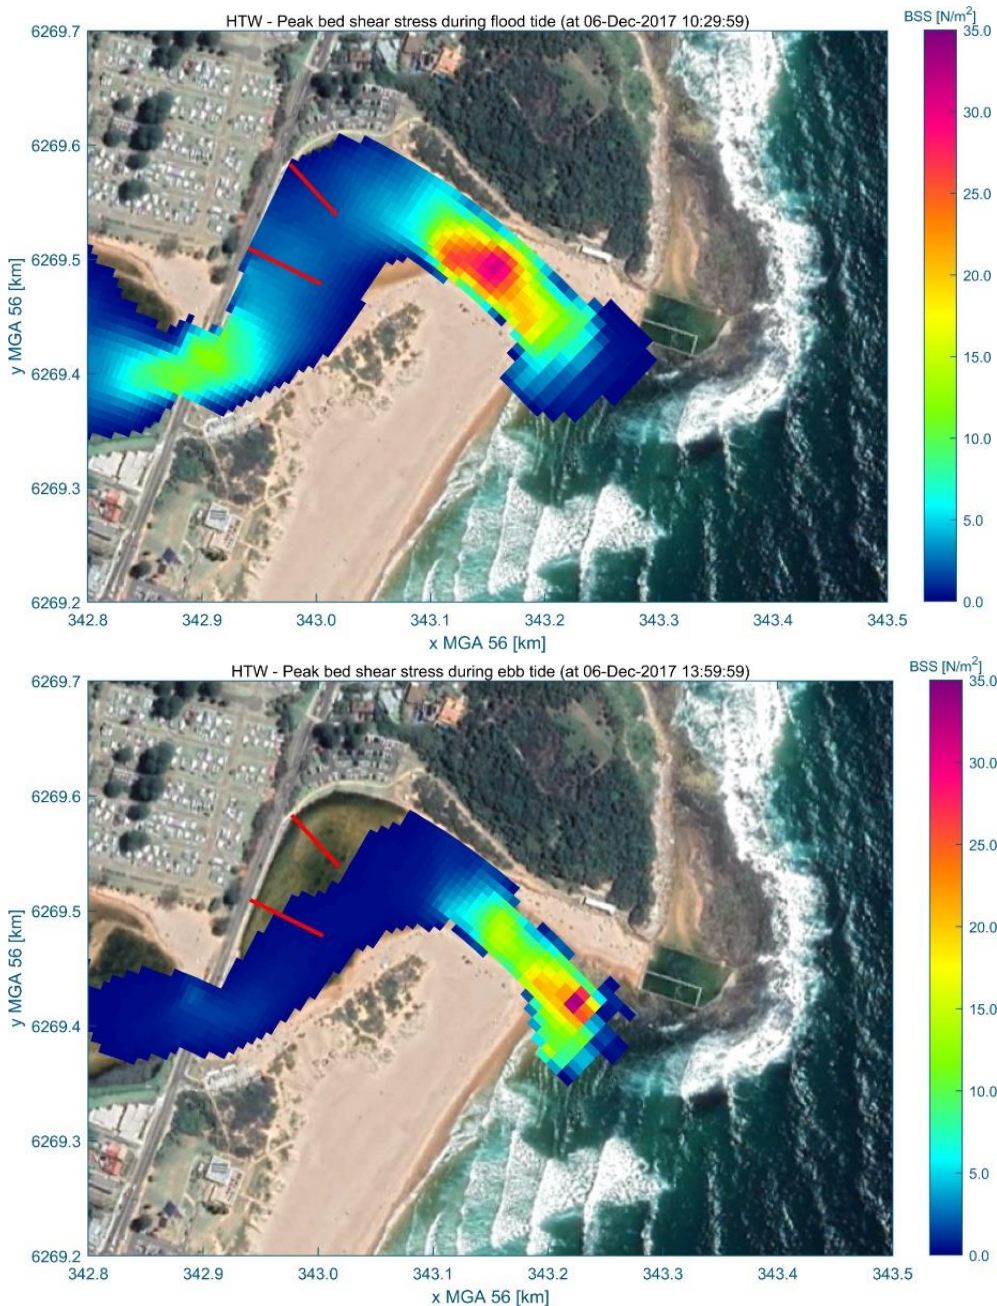 HTW - Peak bed shear stress during flood tide (at 06-Dec-2017 10:29:59)
BSS [N/m²]
6269.7
6269.6
6269.5
6269.4
6269.3
6269.2
y MGA 56 [km]
342.8 342.9 343.0 343.1 343.2 343.3 343.4 343.5
x MGA 56 [km]
35.0
30.0
25.0
20.0
15.0
10.0
5.0
0.0
HTW - Peak bed shear stress during ebb tide (at 06-Dec-2017 13:59:59)
BSS [N/m²]
6269.7
6269.6
6269.5
6269.4
6269.3
6269.2
y MGA 56 [km]
342.8 342.9 343.0 343.1 343.2 343.3 343.4 343.5
x MGA 56 [km]
35.0
30.0
25.0
20.0
15.0
10.0
5.0
0.0